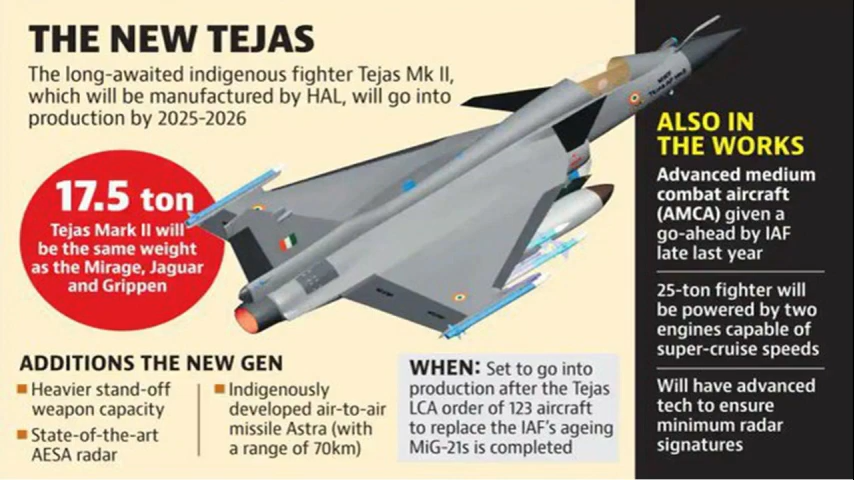 THE NEW TEJAS
The long-awaited indigenous fighter Tejas Mk II,
which will be manufactured by HAL, will go into
production by 2025-2026
17.5 ton
Tejas Mark II will
be the same weight
as the Mirage, Jaguar
and Grippen
ADDITIONS THE NEW GEN
Heavier stand-off
weapon capacity
State-of-the-art
AESA radar
Indigenously
developed air-to-air
missile Astra (with
a range of 70km)
WHEN: Set to go into
production after the Tejas
LCA order of 123 aircraft
to replace the IAF's ageing
MiG-21s is completed
ALSO IN
THE WORKS
Advanced medium
combat aircraft
(AMCA) given a
go-ahead by IAF
late last year
25-ton fighter will
be powered by two
engines capable of
super-cruise speeds
Will have advanced
tech to ensure
minimum radar
signatures